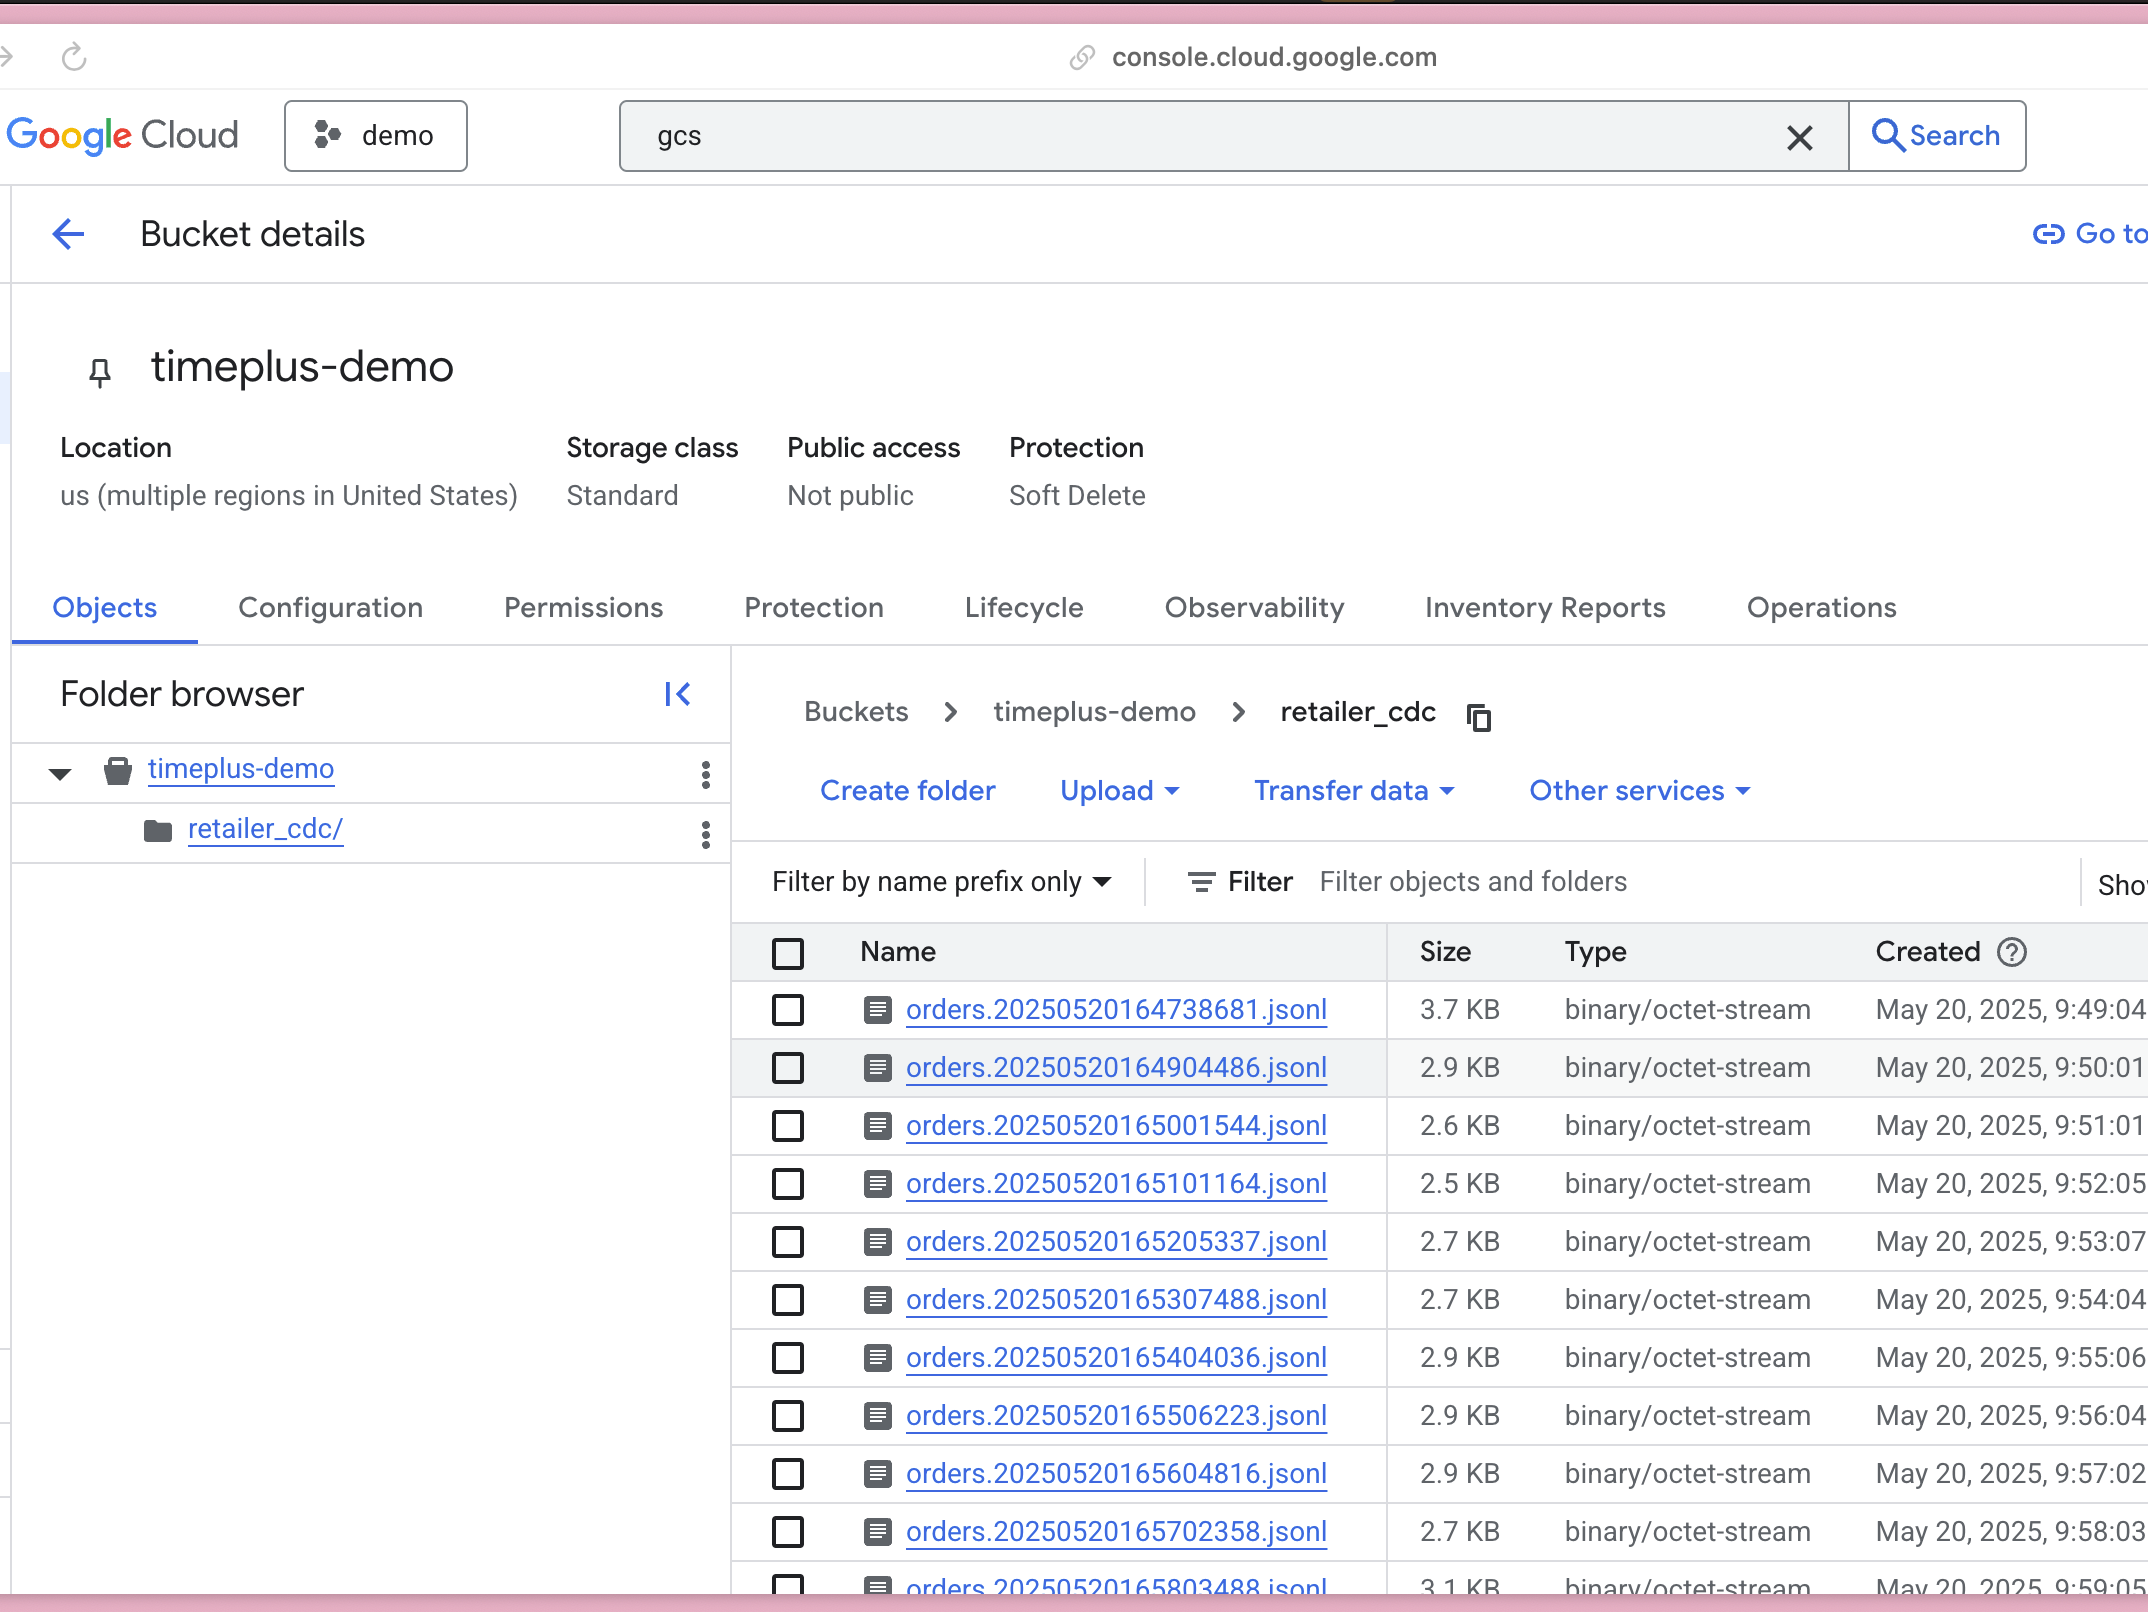 console.cloud.google.com
Google Cloud
demo
gcs
Search
Bucket details
Go to
timeplus-demo
Location Storage class Public access Protection
us (multiple regions in United States) Standard Not public Soft Delete
Objects Configuration Permissions Protection Lifecycle Observability Inventory Reports Operations
Folder browser
timeplus-demo
retailer_cdc/
Buckets timeplus-demo retailer_cdc
Create folder Upload Transfer data Other services
Filter by name prefix only Filter Filter objects and folders
Name Size Type Created
orders.20250520164738681.jsonl 3.7 KB binary/octet-stream May 20, 2025, 9:49:04
orders.20250520164904486.jsonl 2.9 KB binary/octet-stream May 20, 2025, 9:50:01
orders.20250520165001544.jsonl 2.6 KB binary/octet-stream May 20, 2025, 9:51:01
orders.20250520165101164.jsonl 2.5 KB binary/octet-stream May 20, 2025, 9:52:05
orders.20250520165205337.jsonl 2.7 KB binary/octet-stream May 20, 2025, 9:53:07
orders.20250520165307488.jsonl 2.7 KB binary/octet-stream May 20, 2025, 9:54:04
orders.20250520165404036.jsonl 2.9 KB binary/octet-stream May 20, 2025, 9:55:06
orders.20250520165506223.jsonl 2.9 KB binary/octet-stream May 20, 2025, 9:56:04
orders.20250520165604816.jsonl 2.9 KB binary/octet-stream May 20, 2025, 9:57:02
orders.20250520165702358.jsonl 2.7 KB binary/octet-stream May 20, 2025, 9:58:03
orders.20250520165803488.jsonl 3.1 KB binary/octet-stream May 20, 2025, 9:59:05